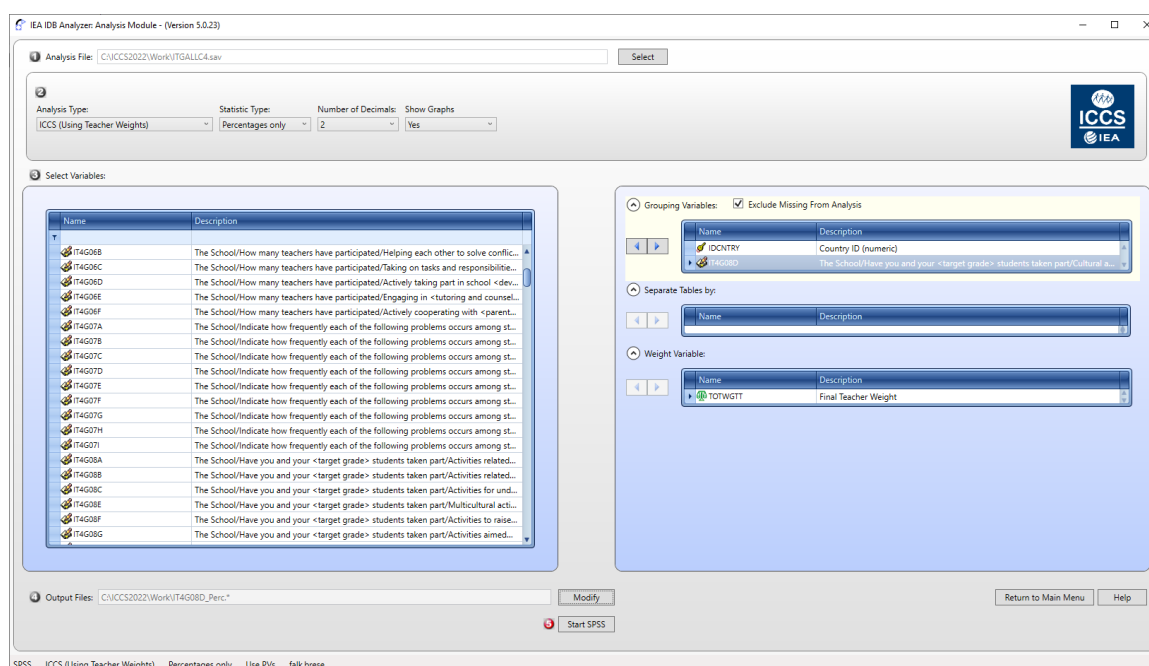 IEA IDB Analyzer: Analysis Module - (Version 5.0.23)
1 Analysis File: C:\ICCS2022\Work\ITGALLC4.sav Select
2
Analysis Type: Statistic Type: Number of Decimals: Show Graphs
ICCS (Using Teacher Weights) Percentages only 2 Yes
ICCS
IEA
3 Select Variables:
Name Description
IT4G06B The School/How many teachers have participated/Helping each other to solve conflic...
IT4G06C The School/How many teachers have participated/Taking on tasks and responsibilitie...
IT4G06D The School/How many teachers have participated/Actively taking part in school <dev...
IT4G06E The School/How many teachers have participated/Engaging in <tutoring and counsel...
IT4G06F The School/How many teachers have participated/Actively cooperating with <parent...
IT4G07A The School/Indicate how frequently each of the following problems occurs among st...
IT4G07B The School/Indicate how frequently each of the following problems occurs among st...
IT4G07C The School/Indicate how frequently each of the following problems occurs among st...
IT4G07D The School/Indicate how frequently each of the following problems occurs among st...
IT4G07E The School/Indicate how frequently each of the following problems occurs among st...
IT4G07F The School/Indicate how frequently each of the following problems occurs among st...
IT4G07G The School/Indicate how frequently each of the following problems occurs among st...
IT4G07H The School/Indicate how frequently each of the following problems occurs among st...
IT4G07I The School/Indicate how frequently each of the following problems occurs among st...
IT4G08A The School/Have you and your <target grade> students taken part/Activities related...
IT4G08B The School/Have you and your <target grade> students taken part/Activities related...
IT4G08C The School/Have you and your <target grade> students taken part/Activities for und...
IT4G08E The School/Have you and your <target grade> students taken part/Multicultural acti...
IT4G08F The School/Have you and your <target grade> students taken part/Activities to raise...
IT4G08G The School/Have you and your <target grade> students taken part/Activities aimed...
Grouping Variables: Exclude Missing From Analysis
Name Description
IDCNTRY Country ID (numeric)
IT4G08D The School/Have you and your <target grade> students taken part/Cultural a...
Separate Tables by:
Name Description
Weight Variable:
Name Description
TOTWGTT Final Teacher Weight
4 Output Files: C:\ICCS2022\Work\IT4G08D_Perc.* Modify Return to Main Menu Help
5 Start SPSS
SPSS ICCS (Using Teacher Weights) Percentages only Use PVs falk.brese